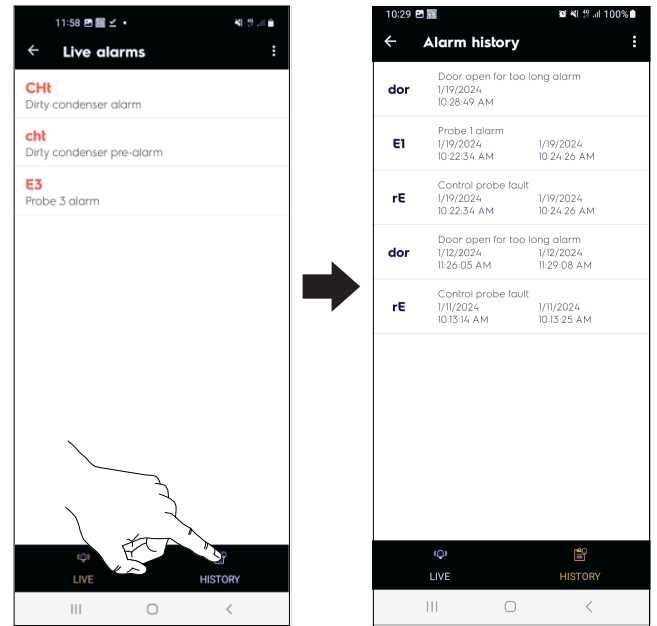 11:58
Live alarms
CHt
Dirty condenser alarm
cht
Dirty condenser pre-alarm
E3
Probe 3 alarm
LIVE
HISTORY
10:29
100%
Alarm history
Door open for too long alarm
dor
1/19/2024
10:28:49 AM
Probe 1 alarm
E1
1/19/2024 1/19/2024
10:22:34 AM 10:24:26 AM
Control probe fault
rE
1/19/2024 1/19/2024
10:22:34 AM 10:24:26 AM
Door open for too long alarm
dor
1/12/2024 1/12/2024
11:26:05 AM 11:29:08 AM
Control probe fault
rE
1/11/2024 1/11/2024
10:13:14 AM 10:13:25 AM
LIVE
HISTORY